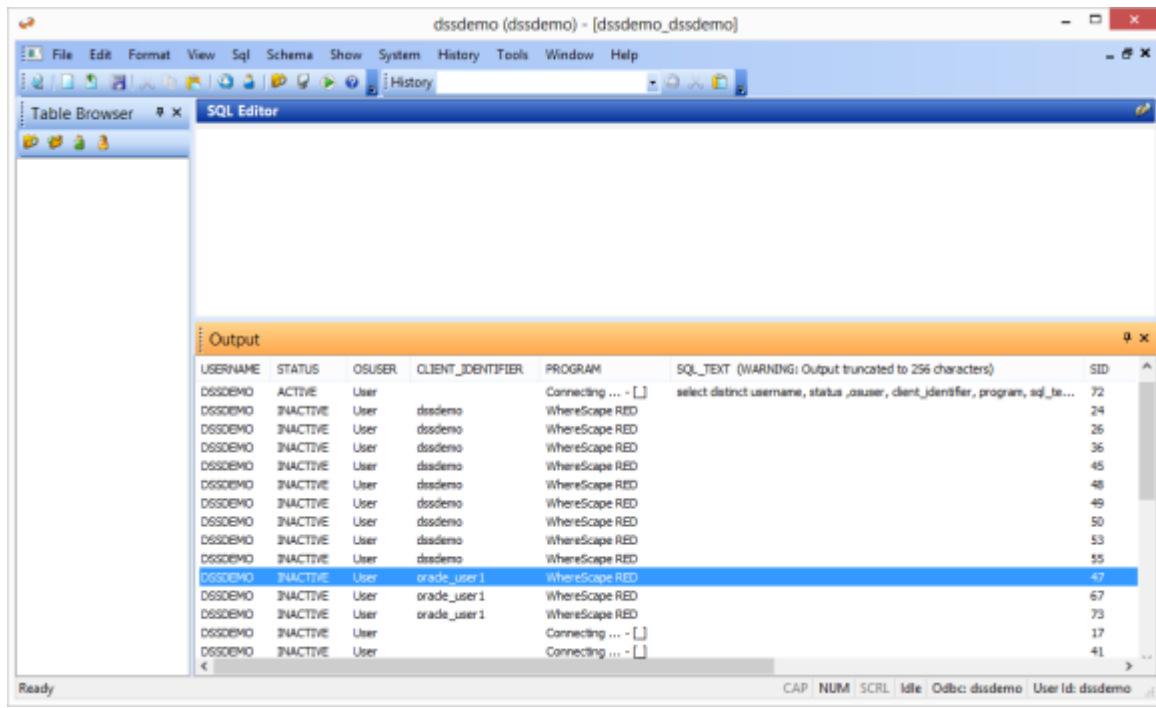 dssdemo (dssdemo) - [dssdemo_dssdemo]
File Edit Format View Sql Schema Show System History Tools Window Help
History
Table Browser
SQL Editor
Output
USERNAME STATUS OSUSER CLIENT_IDENTIFIER PROGRAM SQL_TEXT (WARNING: Output truncated to 256 characters) SID
DSSDEMO ACTIVE User Connecting ... - [_] select distinct username, status ,osuser, client_identifier, program, sql_te... 72
DSSDEMO INACTIVE User dssdemo WhereScape RED 24
DSSDEMO INACTIVE User dssdemo WhereScape RED 26
DSSDEMO INACTIVE User dssdemo WhereScape RED 36
DSSDEMO INACTIVE User dssdemo WhereScape RED 45
DSSDEMO INACTIVE User dssdemo WhereScape RED 48
DSSDEMO INACTIVE User dssdemo WhereScape RED 49
DSSDEMO INACTIVE User dssdemo WhereScape RED 50
DSSDEMO INACTIVE User dssdemo WhereScape RED 53
DSSDEMO INACTIVE User dssdemo WhereScape RED 55
DSSDEMO INACTIVE User oracle_user1 WhereScape RED 47
DSSDEMO INACTIVE User oracle_user1 WhereScape RED 67
DSSDEMO INACTIVE User oracle_user1 WhereScape RED 73
DSSDEMO INACTIVE User Connecting ... - [_] 17
DSSDEMO INACTIVE User Connecting ... - [_] 41
Ready CAP NUM SCRL Idle Odbc: dssdemo User Id: dssdemo